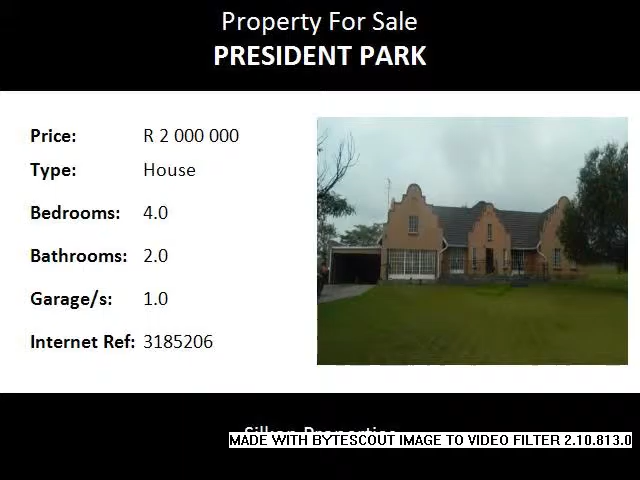 Property For Sale
PRESIDENT PARK
Price: R 2 000 000
Type: House
Bedrooms: 4.0
Bathrooms: 2.0
Garage/s: 1.0
Internet Ref: 3185206
MADE WITH BYTESCOUT IMAGE TO VIDEO FILTER 2.10.813.0